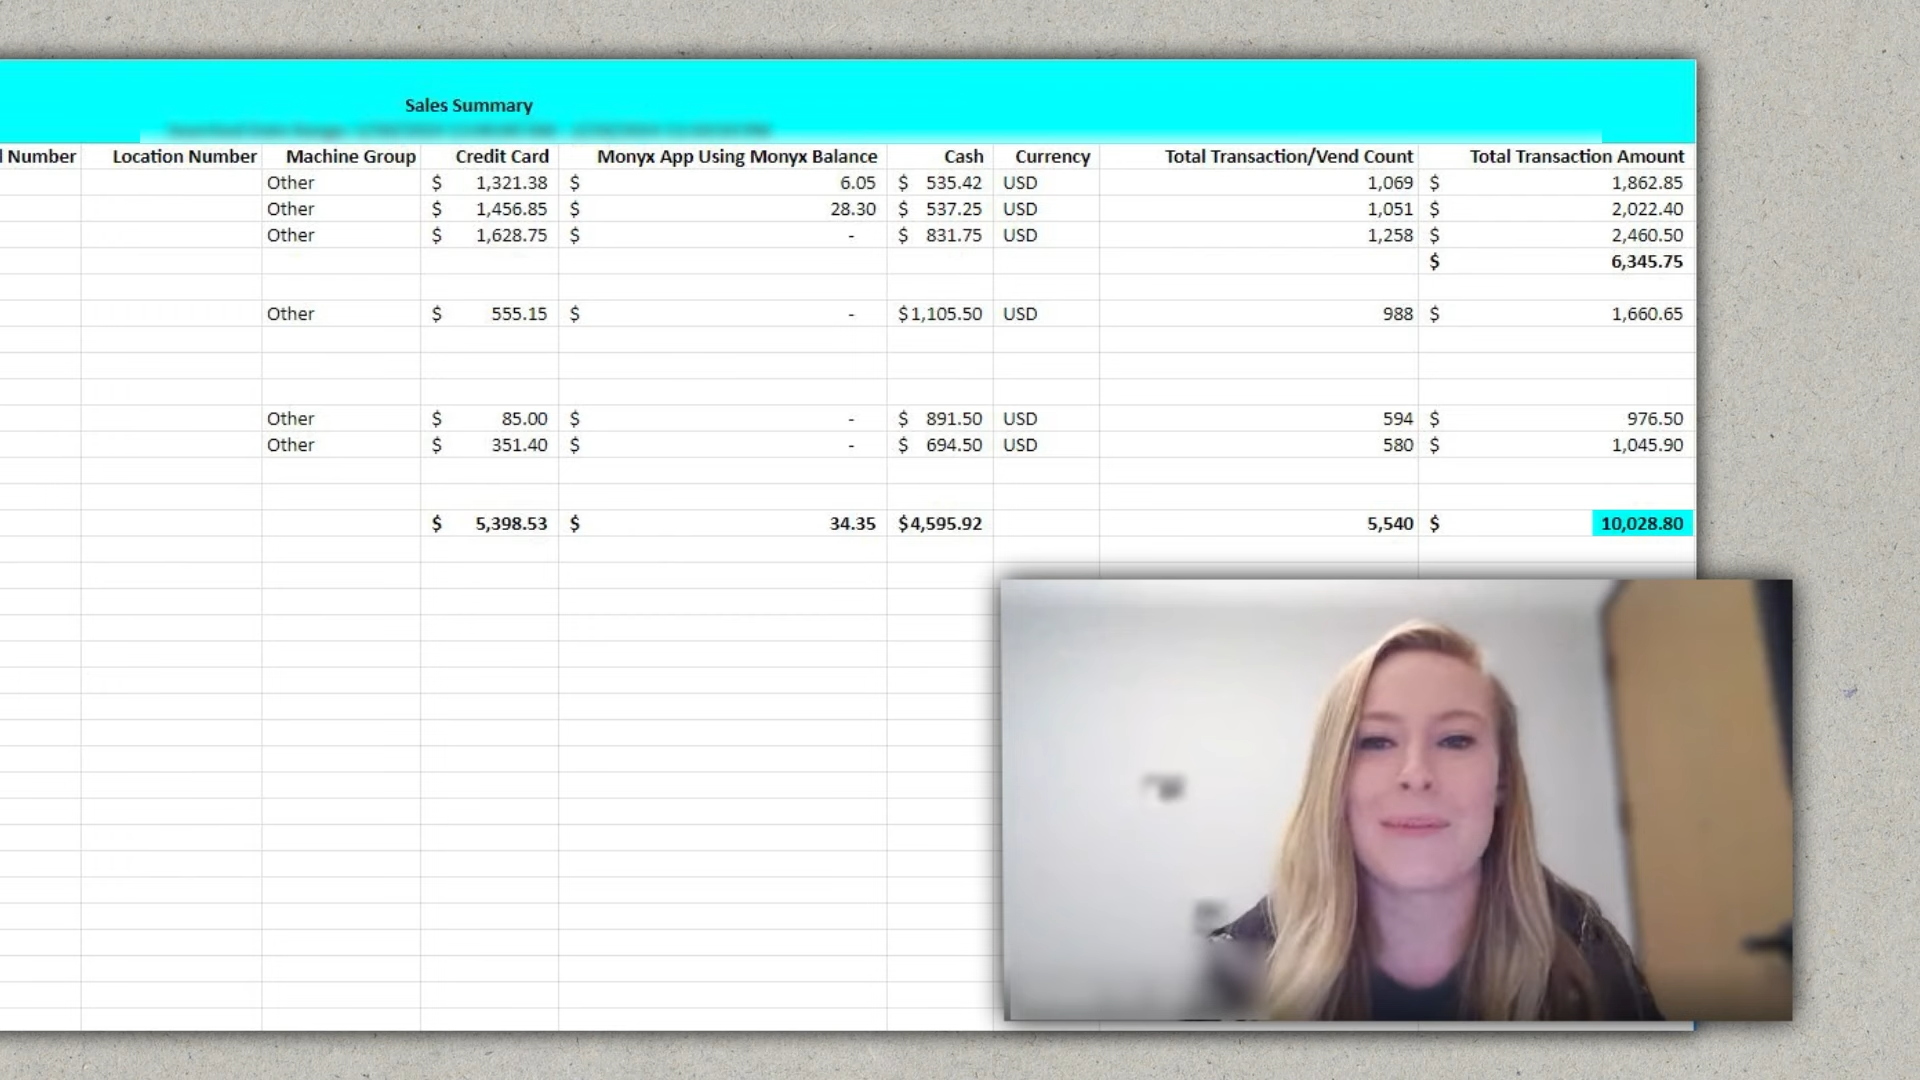 Sales Summary
l Number Location Number Machine Group Credit Card Monyx App Using Monyx Balance Cash Currency Total Transaction/Vend Count Total Transaction Amount
Other $ 1,321.38 $ 6.05 $ 535.42 USD 1,069 $ 1,862.85
Other $ 1,456.85 $ 28.30 $ 537.25 USD 1,051 $ 2,022.40
Other $ 1,628.75 $ - $ 831.75 USD 1,258 $ 2,460.50
$ 6,345.75
Other $ 555.15 $ - $1,105.50 USD 988 $ 1,660.65
Other $ 85.00 $ - $ 891.50 USD 594 $ 976.50
Other $ 351.40 $ - $ 694.50 USD 580 $ 1,045.90
$ 5,398.53 $ 34.35 $4,595.92 5,540 $ 10,028.80